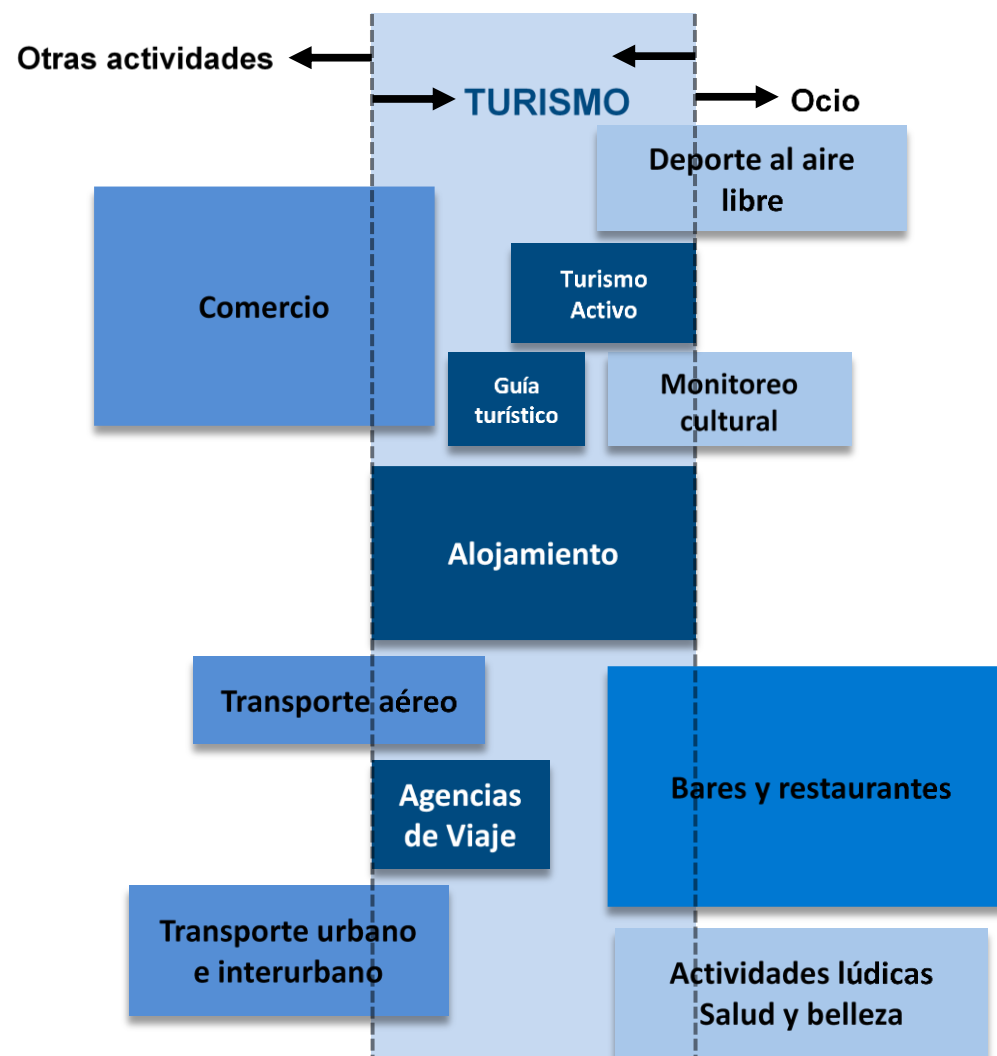 Otras actividades
TURISMO
Ocio
Deporte al aire
libre
Comercio
Turismo
Activo
Guía
turístico
Monitoreo
cultural
Alojamiento
Transporte aéreo
Bares y restaurantes
Agencias
de Viaje
Transporte urbano
e interurbano
Actividades lúdicas
Salud y belleza